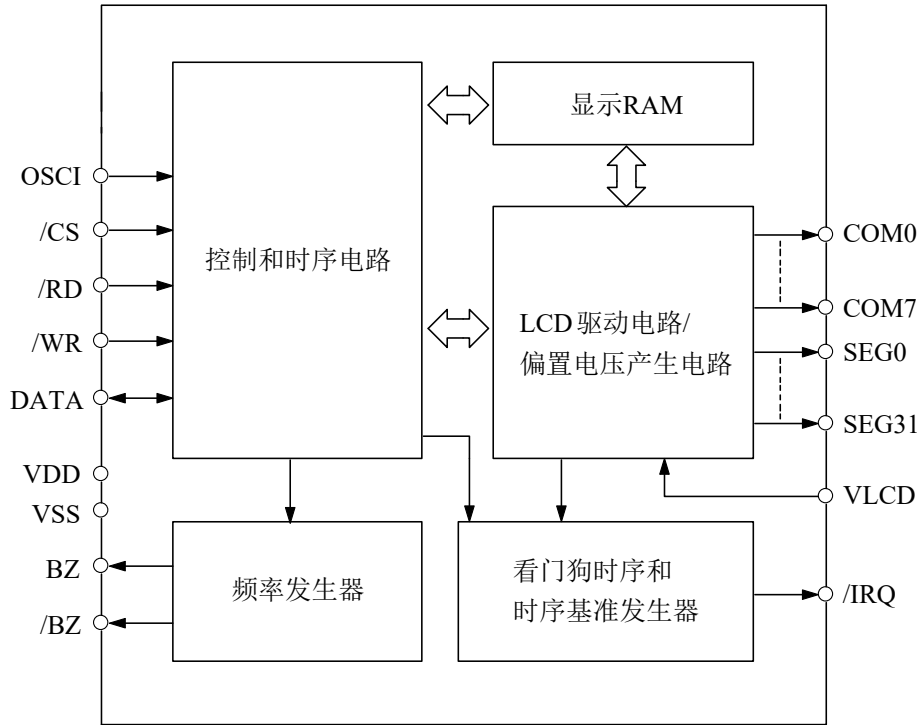 显示RAM
OSCI
/CS
/RD
/WR
DATA
VDD
VSS
BZ
/BZ
控制和时序电路
LCD 驱动电路/
偏置电压产生电路
COM0
COM7
SEG0
SEG31
VLCD
/IRQ
频率发生器
看门狗时序和
时序基准发生器